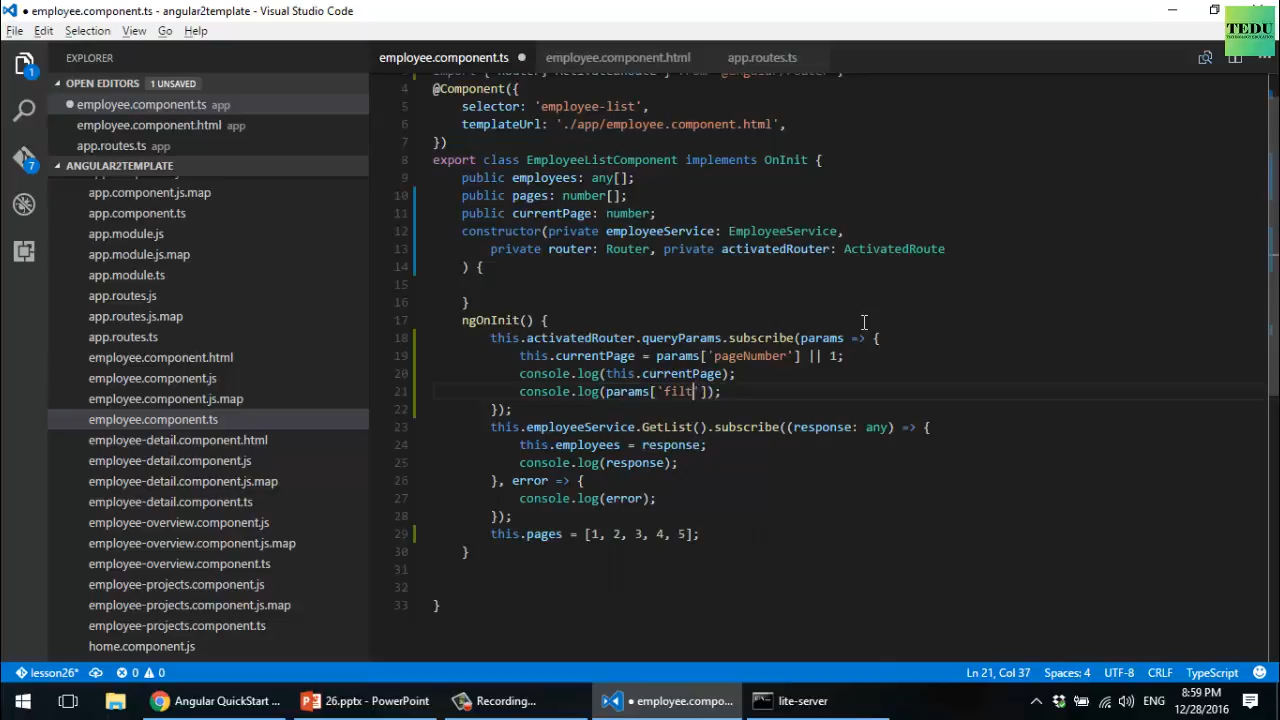 ● employee.component.ts - angular2template - Visual Studio Code
TEDU
TECHNOLOGY EDUCATION
File Edit Selection View Go Help
EXPLORER
employee.component.ts
employee.component.html
app.routes.ts
OPEN EDITORS 1 UNSAVED
employee.component.ts app
employee.component.html app
app.routes.ts app
ANGULAR2TEMPLATE
app.component.js.map
app.component.ts
app.module.js
app.module.js.map
app.module.ts
app.routes.js
app.routes.js.map
app.routes.ts
employee.component.html
employee.component.js
employee.component.js.map
employee.component.ts
employee-detail.component.html
employee-detail.component.js
employee-detail.component.js.map
employee-detail.component.ts
employee-overview.component.js
employee-overview.component.js.map
employee-overview.component.ts
employee-projects.component.js
employee-projects.component.js.map
employee-projects.component.ts
home.component.js
1
7
import { Router, ActivatedRoute } from '@angular/router';
4 @Component({
5 selector: 'employee-list',
6 templateUrl: './app/employee.component.html',
7 })
8 export class EmployeeListComponent implements OnInit {
9 public employees: any[];
10 public pages: number[];
11 public currentPage: number;
12 constructor(private employeeService: EmployeeService,
13 private router: Router, private activatedRouter: ActivatedRoute
14 ) {
15
16 }
17 ngOnInit() {
18 this.activatedRouter.queryParams.subscribe(params => {
19 this.currentPage = params['pageNumber'] || 1;
20 console.log(this.currentPage);
21 console.log(params['filt']);
22 });
23 this.employeeService.GetList().subscribe((response: any) => {
24 this.employees = response;
25 console.log(response);
26 }, error => {
27 console.log(error);
28 });
29 this.pages = [1, 2, 3, 4, 5];
30 }
31
32
33 }
lesson26* 0 0 Ln 21, Col 37 Spaces: 4 UTF-8 CRLF TypeScript
Angular QuickStart ... 26.pptx - PowerPoint Recording... ● employee.compo... lite-server ENG 8:59 PM
12/28/2016